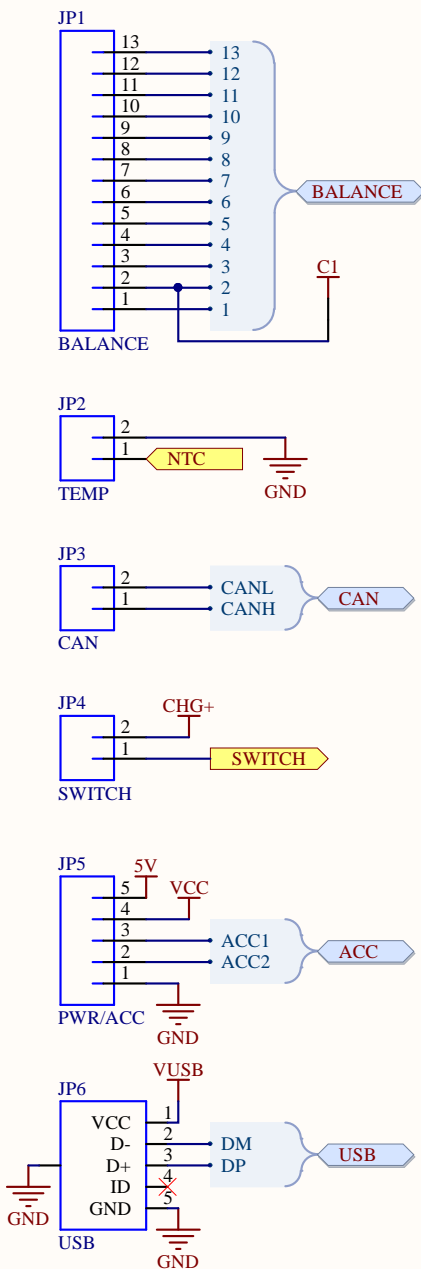 JP1
13 13
12 12
11 11
10 10
9 9
8 8
7 7
6 6
5 5
4 4
3 3
2 2
1 1
BALANCE
C1
BALANCE
JP2
2
1 NTC
GND
TEMP
JP3
2 CANL
1 CANH
CAN
CAN
JP4
CHG+
2
1 SWITCH
SWITCH
JP5
5V
VCC
5
4
3 ACC1
2 ACC2
1
ACC
GND
PWR/ACC
VUSB
JP6
VCC 1
D- 2 DM
D+ 3 DP
ID 4
GND 5
USB
GND
USB
GND